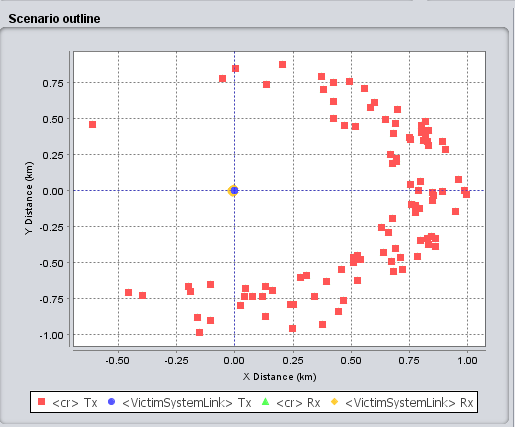 Scenario outline
0.75
0.50
0.25
0.00
-0.25
-0.50
-0.75
-1.00
Y Distance (km)
-0.50 -0.25 0.00 0.25 0.50 0.75 1.00
X Distance (km)
<cr> Tx <VictimSystemLink> Tx <cr> Rx <VictimSystemLink> Rx